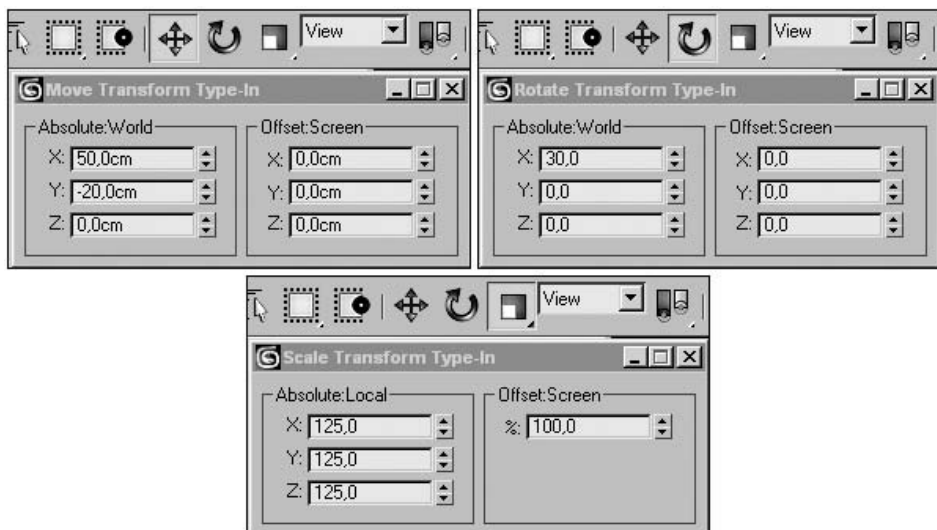 View
Move Transform Type-In
Absolute:World
X: 50,0cm
Y: -20,0cm
Z: 0,0cm
Offset:Screen
X: 0,0cm
Y: 0,0cm
Z: 0,0cm
View
Rotate Transform Type-In
Absolute:World
X: 30,0
Y: 0,0
Z: 0,0
Offset:Screen
X: 0,0
Y: 0,0
Z: 0,0
View
Scale Transform Type-In
Absolute:Local
X: 125,0
Y: 125,0
Z: 125,0
Offset:Screen
%: 100,0